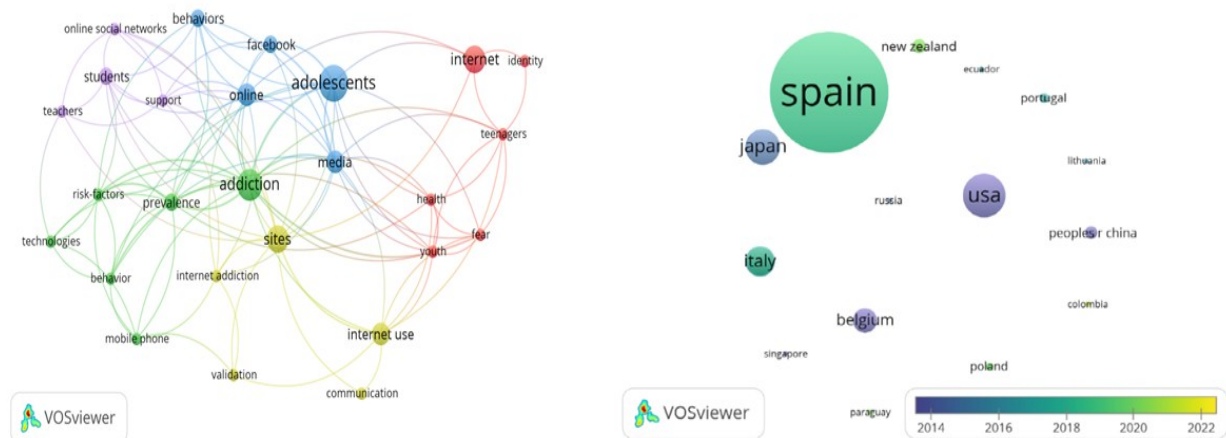 behaviors
online social networks
facebook
internet
identity
students
adolescents
online
support
teachers
teenagers
media
addiction
risk-factors
prevalence
health
technologies
sites
fear
youth
behavior
internet addiction
mobile phone
internet use
validation
communication
VOSviewer
new zealand
ecuador
spain
portugal
japan
lithuania
usa
russia
peoples r china
italy
colombia
belgium
singapore
poland
paraguay
VOSviewer
2014 2016 2018 2020 2022